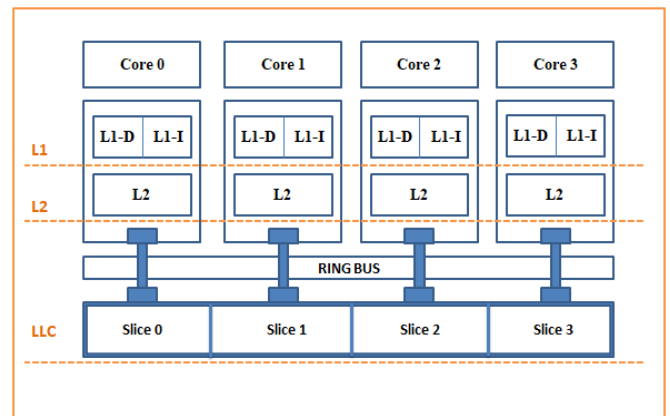 Core 0 Core 1 Core 2 Core 3
L1 L1-D L1-I L1-D L1-I L1-D L1-I L1-D L1-I
L2 L2 L2 L2 L2
RING BUS
LLC Slice 0 Slice 1 Slice 2 Slice 3